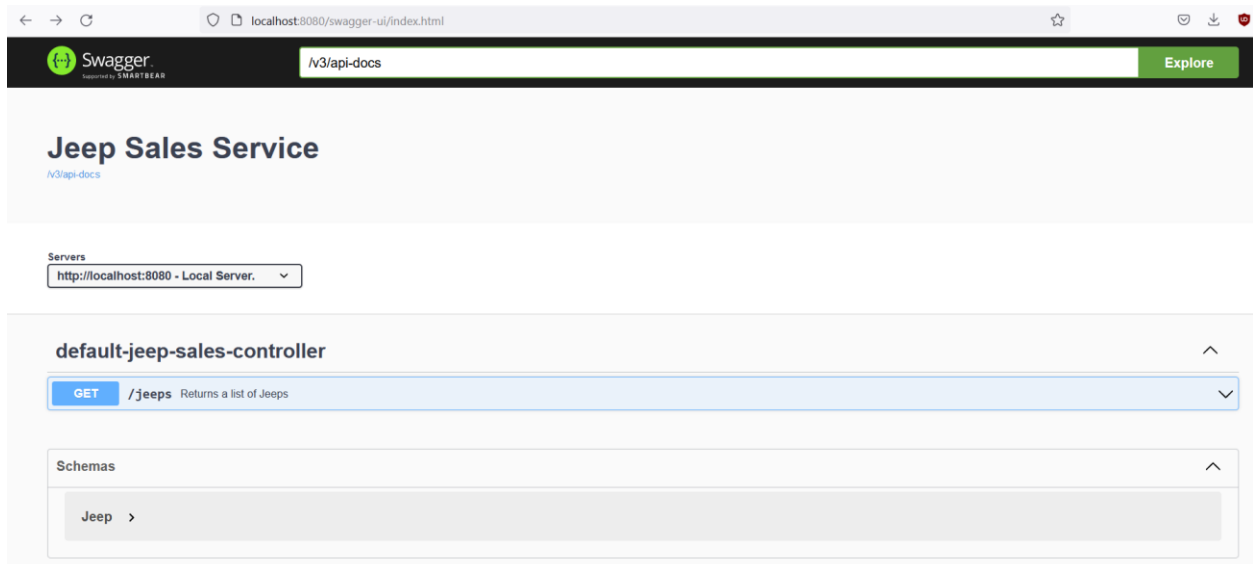 localhost:8080/swagger-ui/index.html
{···} Swagger.
Supported by SMARTBEAR
/v3/api-docs
Explore
Jeep Sales Service
/v3/api-docs
Servers
http://localhost:8080 - Local Server.
default-jeep-sales-controller
GET /jeeps Returns a list of Jeeps
Schemas
Jeep